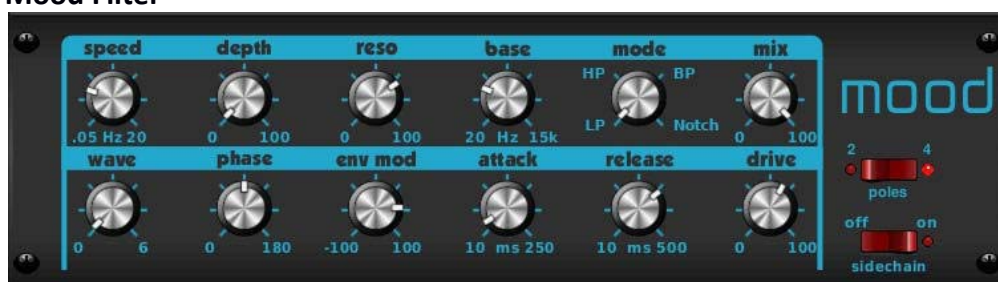 Mood Filter
speed depth reso base mode mix
HP BP
mood
LP Notch
.05 Hz 20 0 100 0 100 20 Hz 15k 0 100
wave phase env mod attack release drive
2 4
poles
off on
0 6 0 180 -100 100 10 ms 250 10 ms 500 0 100
sidechain